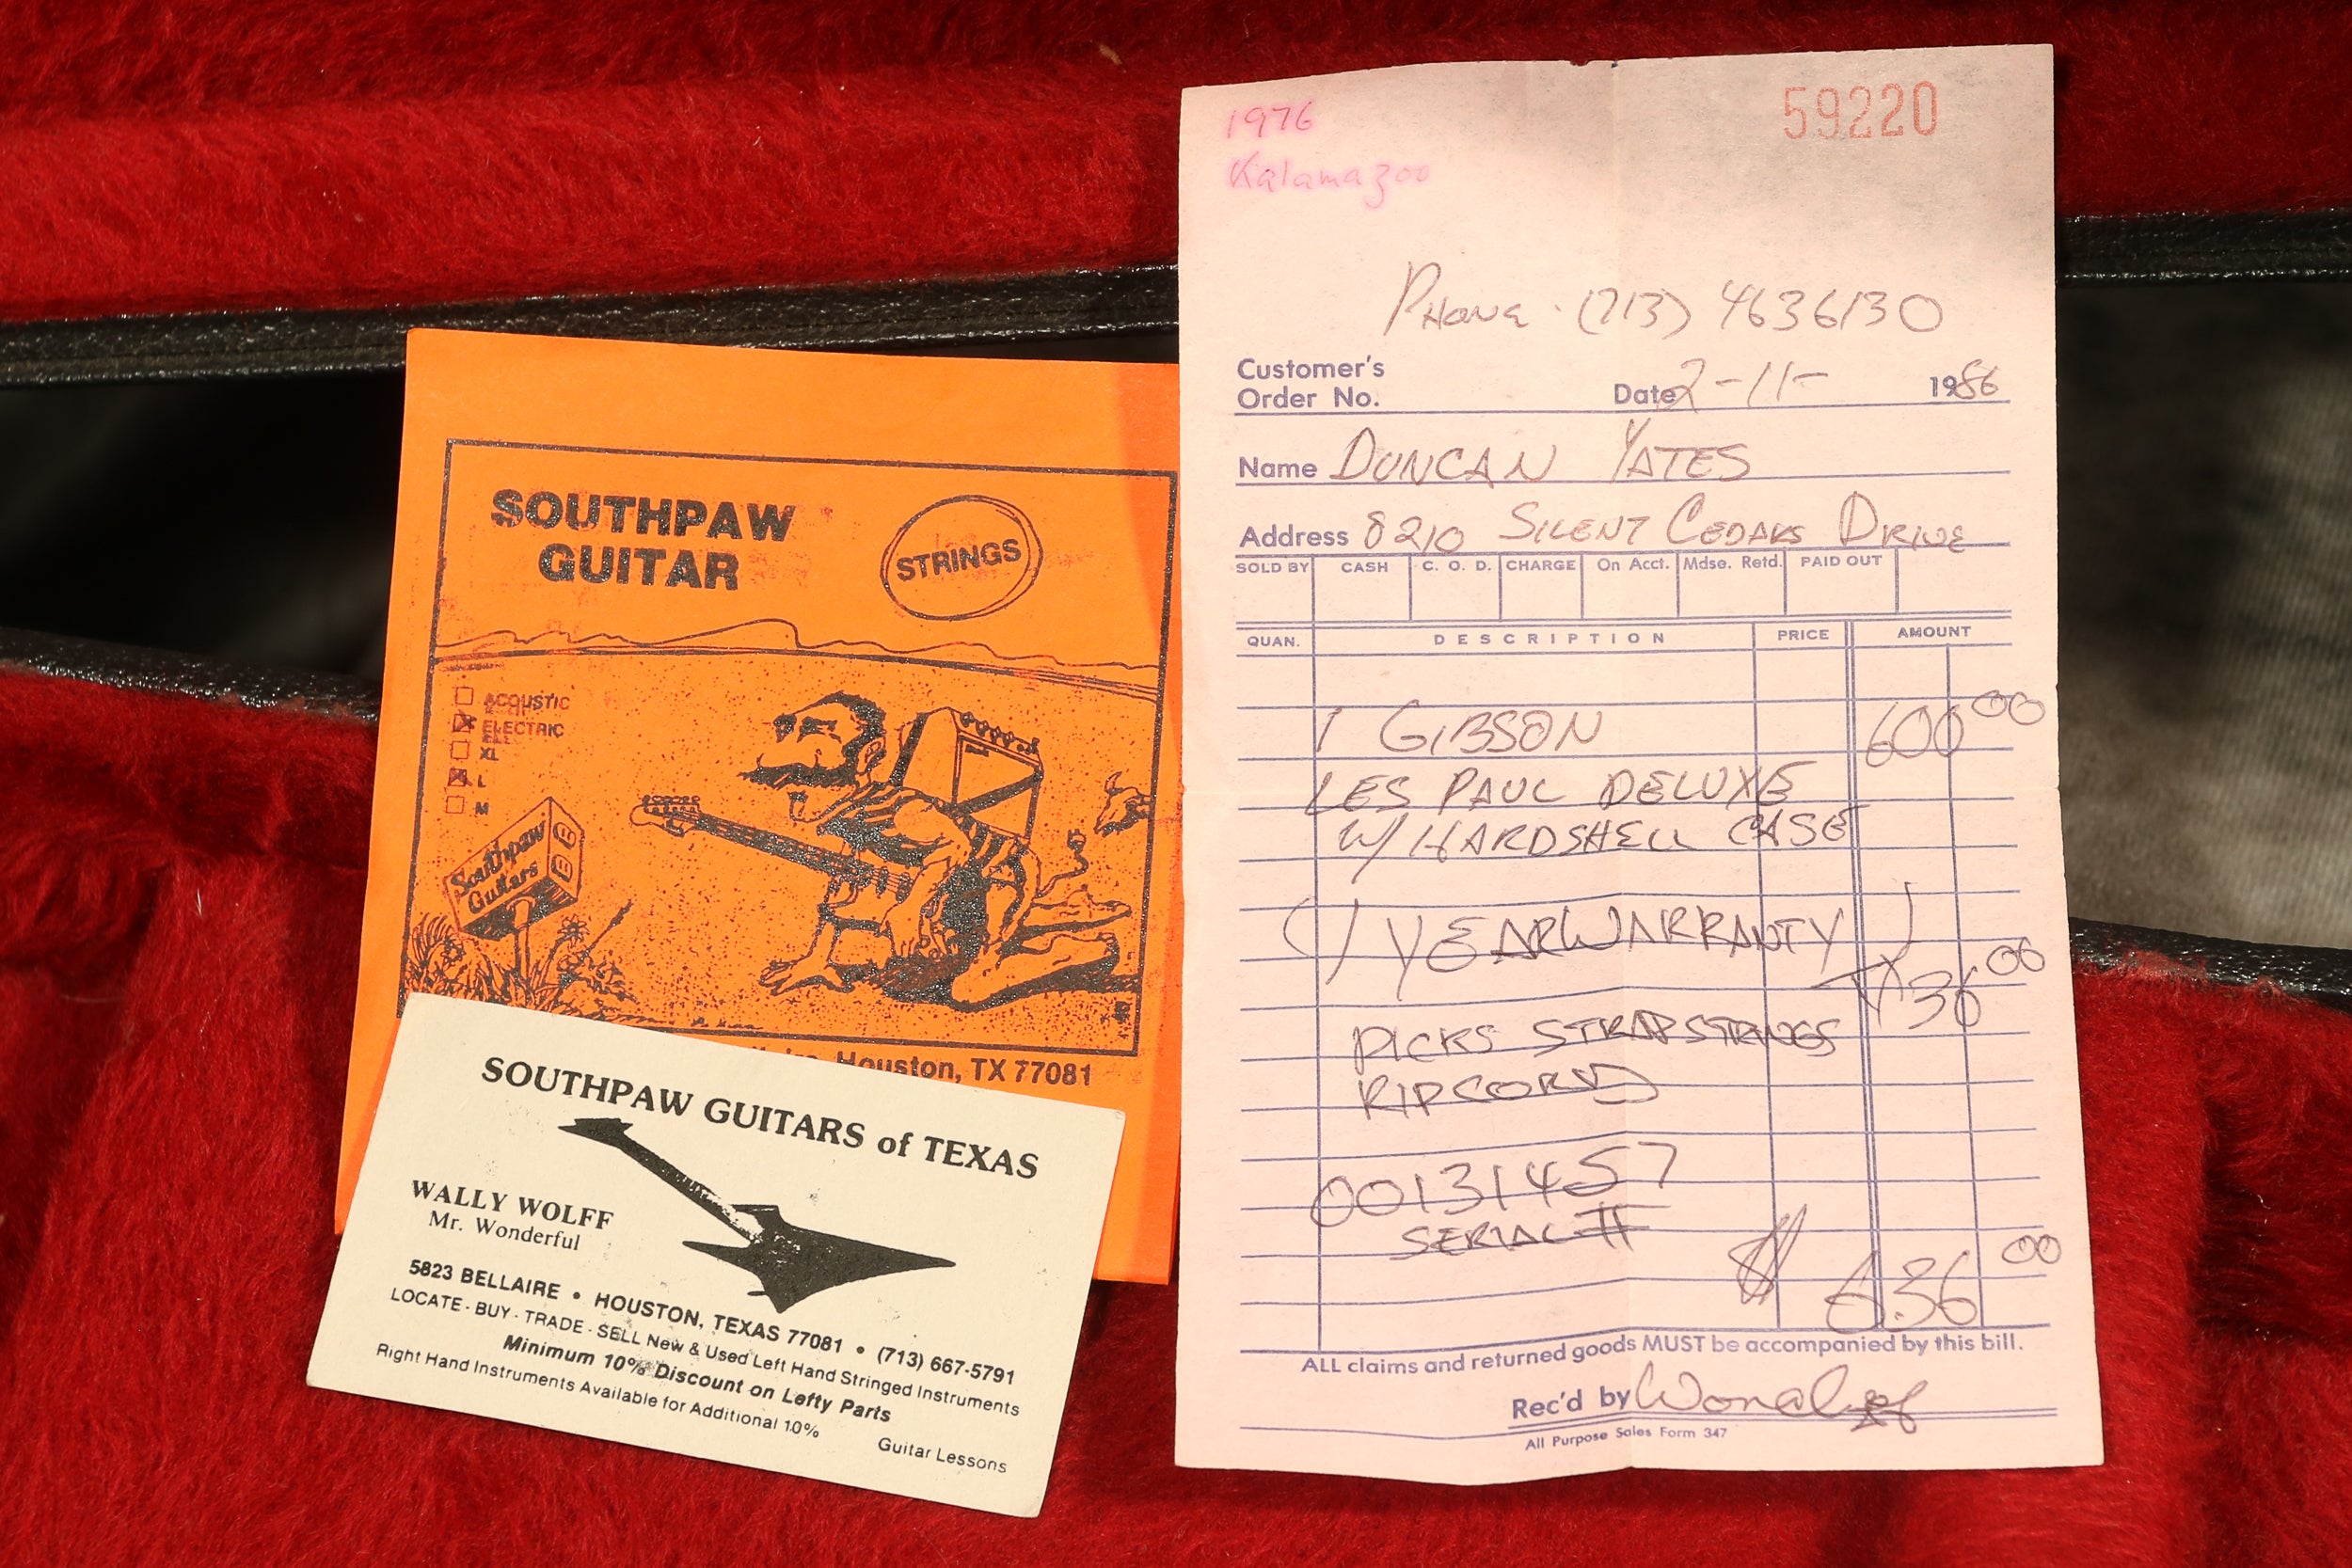 SOUTHPAW
GUITAR
STRINGS
ACOUSTIC
ELECTRIC
XL
L
M
Southpaw
Guitars
Houston, TX 77081
SOUTHPAW GUITARS of TEXAS
WALLY WOLFF
Mr. Wonderful
5823 BELLAIRE • HOUSTON, TEXAS 77081 • (713) 667-5791
LOCATE - BUY - TRADE - SELL New & Used Left Hand Stringed Instruments
Minimum 10% Discount on Lefty Parts
Right Hand Instruments Available for Additional 10%
Guitar Lessons
1976
59220
Kalamazoo
PHONE · (713) 4636130
Customer's
Order No. Date 2-11- 1986
Name DUNCAN YATES
Address 8210 SILENT CEDARS DRIVE
SOLD BY CASH C. O. D. CHARGE On Acct. Mdse. Retd. PAID OUT
QUAN. DESCRIPTION PRICE AMOUNT
1 GIBSON 600 00
LES PAUL DELUXE
W/ HARDSHELL CASE
(1 YEAR WARRANTY)
TX 36 00
PICKS STRAP STRINGS
RIPCORD
00131457
SERIAL #
$ 636 00
ALL claims and returned goods MUST be accompanied by this bill.
Rec'd by
All Purpose Sales Form 347